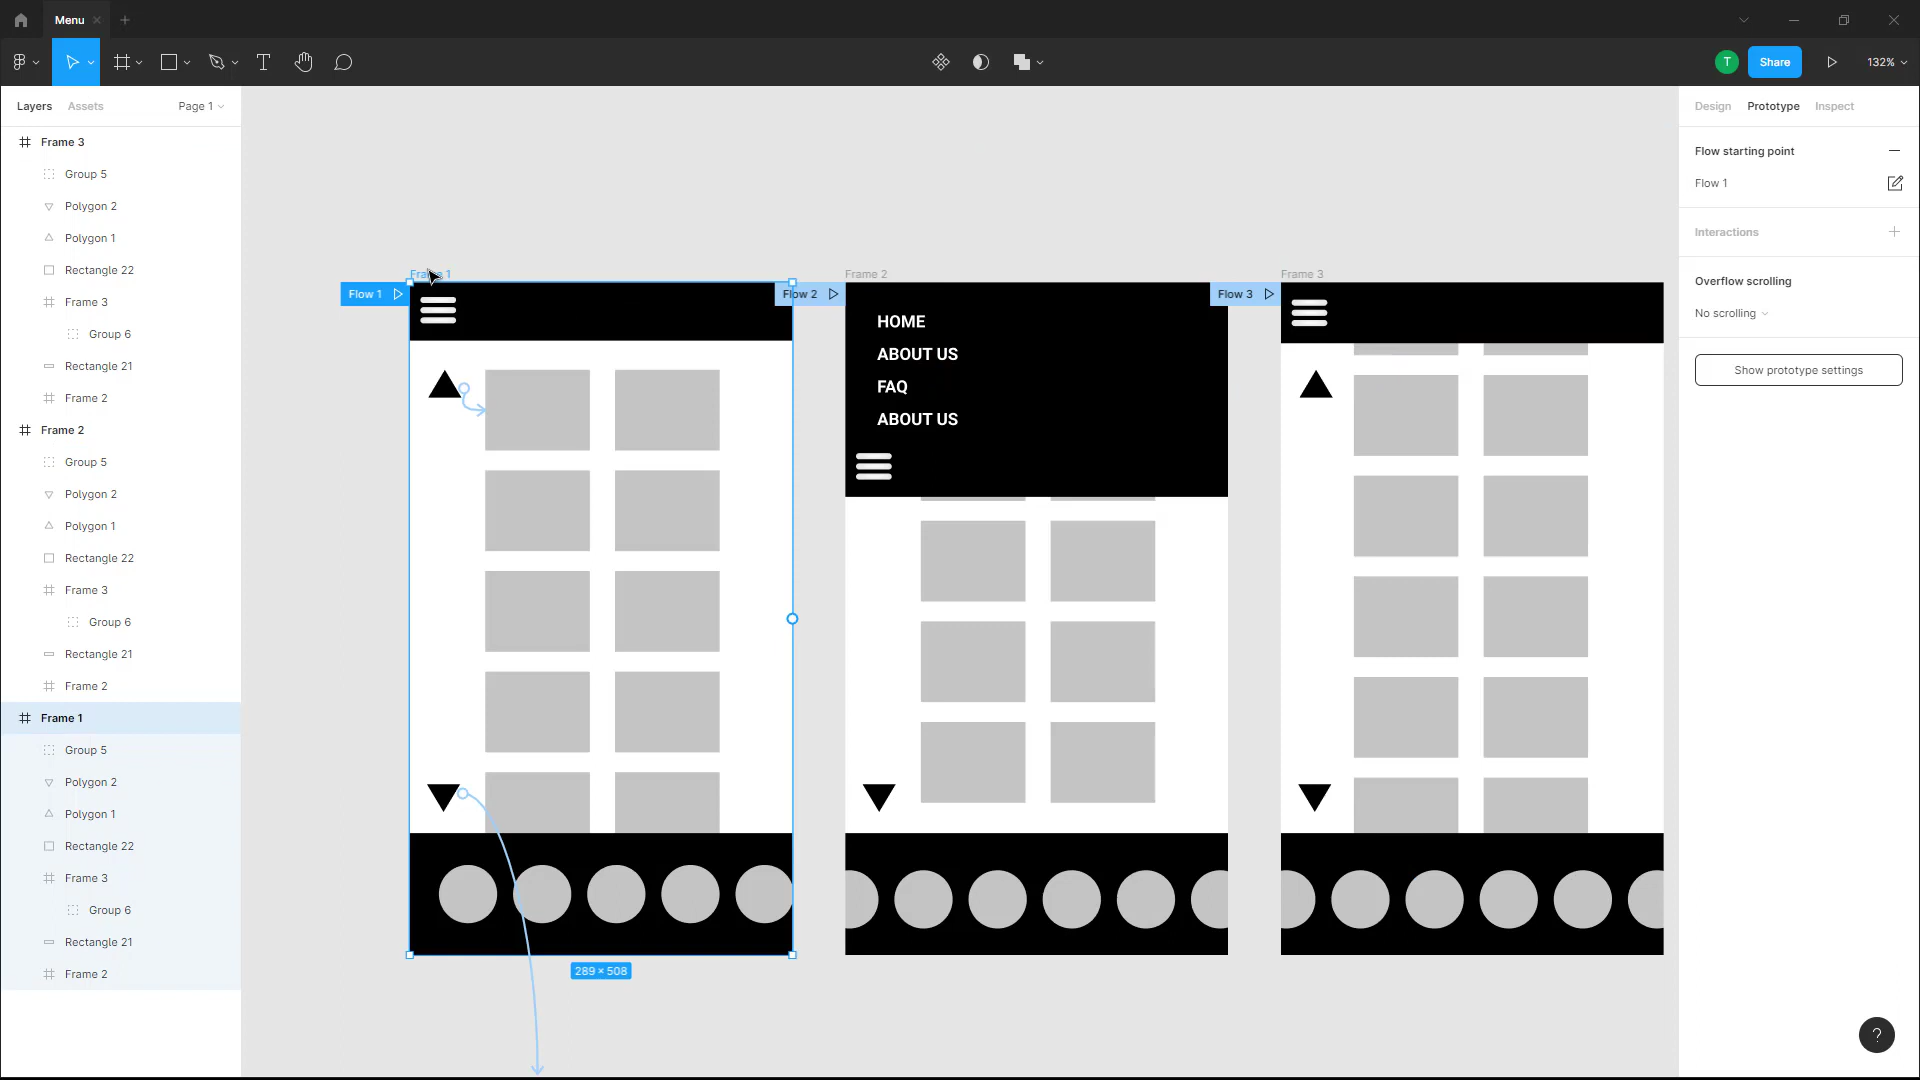 Menu
T
Share
132%
Layers
Assets
Page 1
Design
Prototype
Inspect
Frame 3
Group 5
Polygon 2
Polygon 1
Rectangle 22
Frame 3
Group 6
Rectangle 21
Frame 2
Frame 2
Group 5
Polygon 2
Polygon 1
Rectangle 22
Frame 3
Group 6
Rectangle 21
Frame 2
Frame 1
Group 5
Polygon 2
Polygon 1
Rectangle 22
Frame 3
Group 6
Rectangle 21
Frame 2
Frame 1
Flow 1
289 × 508
Frame 2
Flow 2
HOME
ABOUT US
FAQ
ABOUT US
Frame 3
Flow 3
Flow starting point
Flow 1
Interactions
Overflow scrolling
No scrolling
Show prototype settings
?